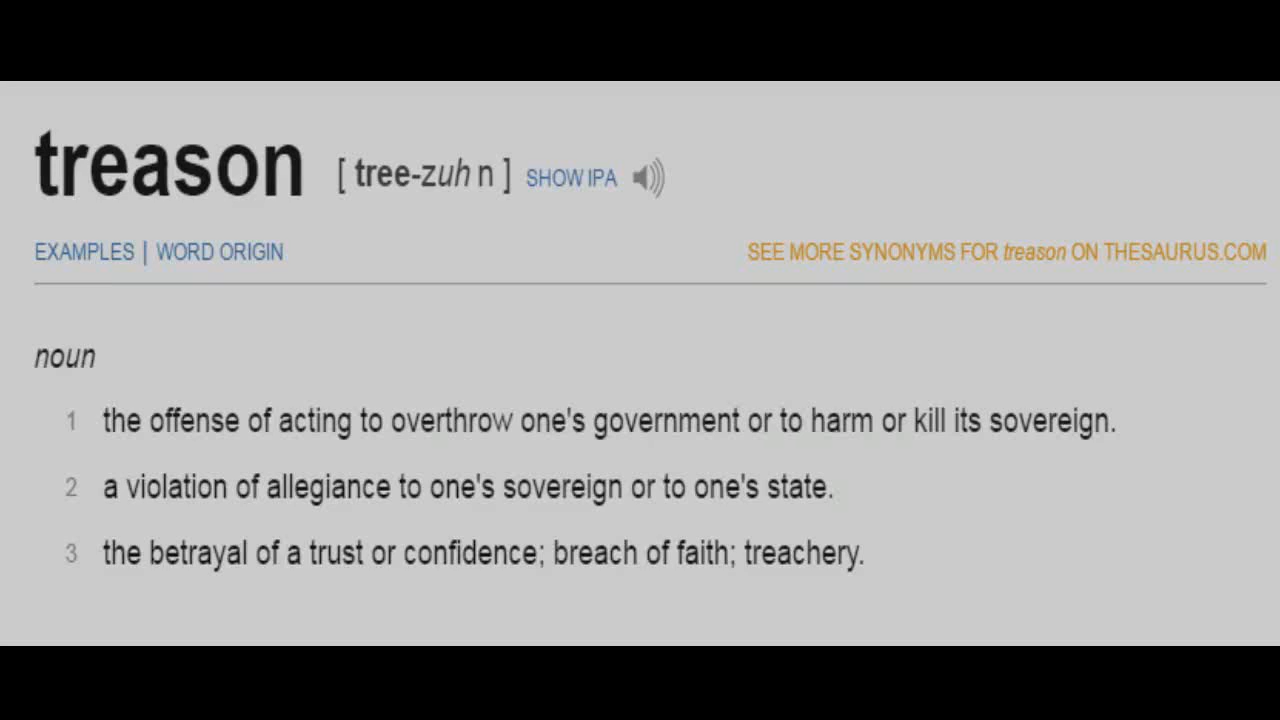 treason [ tree-zuh n ] SHOW IPA
EXAMPLES | WORD ORIGIN SEE MORE SYNONYMS FOR treason ON THESAURUS.COM
noun
1 the offense of acting to overthrow one's government or to harm or kill its sovereign.
2 a violation of allegiance to one's sovereign or to one's state.
3 the betrayal of a trust or confidence; breach of faith; treachery.